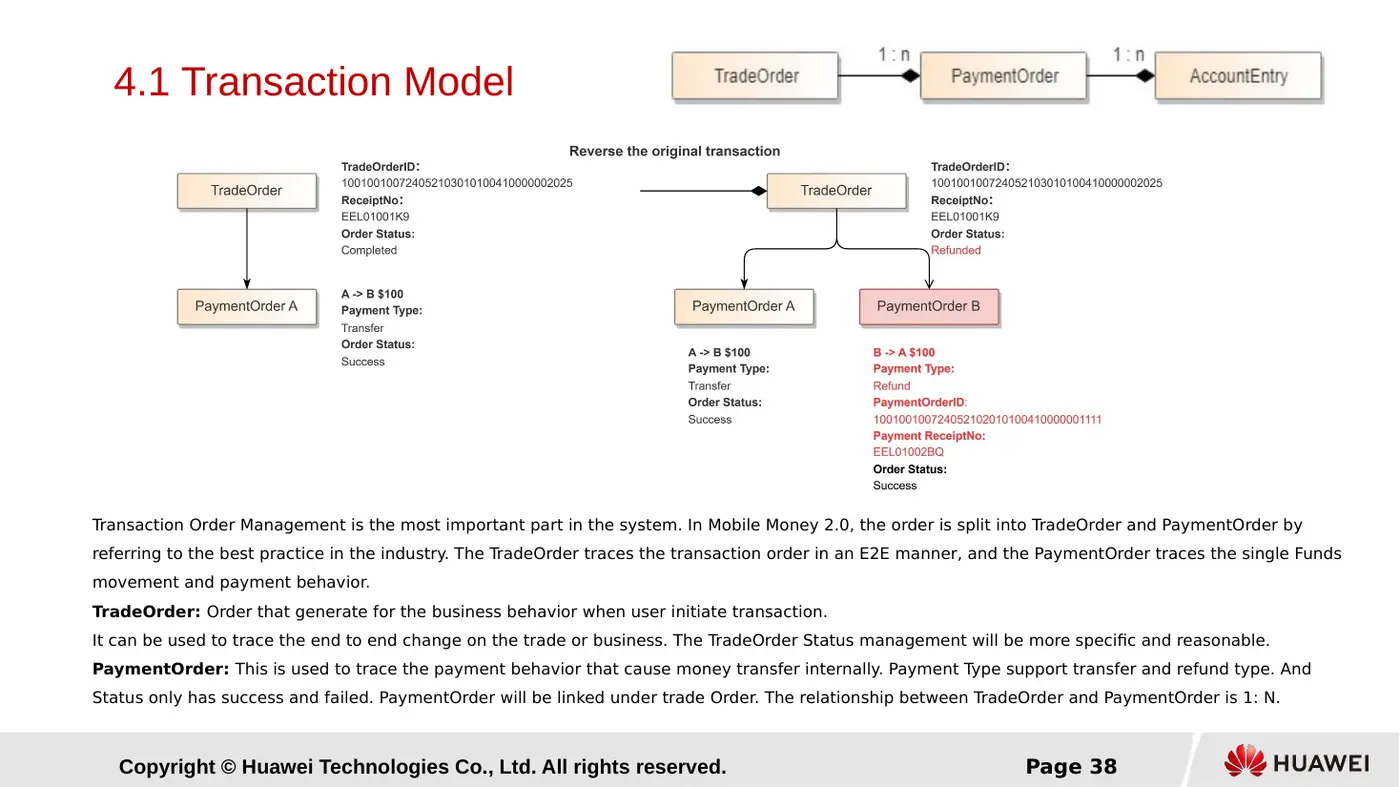 4.1 Transaction Model
TradeOrder
1 : n
PaymentOrder
1 : n
AccountEntry
Reverse the original transaction
TradeOrder
TradeOrderID：
10010010072405210301010041000000​2025
ReceiptNo：
EEL01001K9
Order Status:
Completed
PaymentOrder A
A -> B $100
Payment Type:
Transfer
Order Status:
Success
TradeOrder
TradeOrderID：
100100100724052103010100410000002025
ReceiptNo：
EEL01001K9
Order Status:
Refunded
PaymentOrder A
A -> B $100
Payment Type:
Transfer
Order Status:
Success
PaymentOrder B
B -> A $100
Payment Type:
Refund
PaymentOrderID:
100100100724052102010100410000001111
Payment ReceiptNo:
EEL01002BQ
Order Status:
Success
Transaction Order Management is the most important part in the system. In Mobile Money 2.0, the order is split into TradeOrder and PaymentOrder by
referring to the best practice in the industry. The TradeOrder traces the transaction order in an E2E manner, and the PaymentOrder traces the single Funds
movement and payment behavior.
TradeOrder: Order that generate for the business behavior when user initiate transaction.
It can be used to trace the end to end change on the trade or business. The TradeOrder Status management will be more specific and reasonable.
PaymentOrder: This is used to trace the payment behavior that cause money transfer internally. Payment Type support transfer and refund type. And
Status only has success and failed. PaymentOrder will be linked under trade Order. The relationship between TradeOrder and PaymentOrder is 1: N.
Copyright © Huawei Technologies Co., Ltd. All rights reserved.
Page 38
HUAWEI